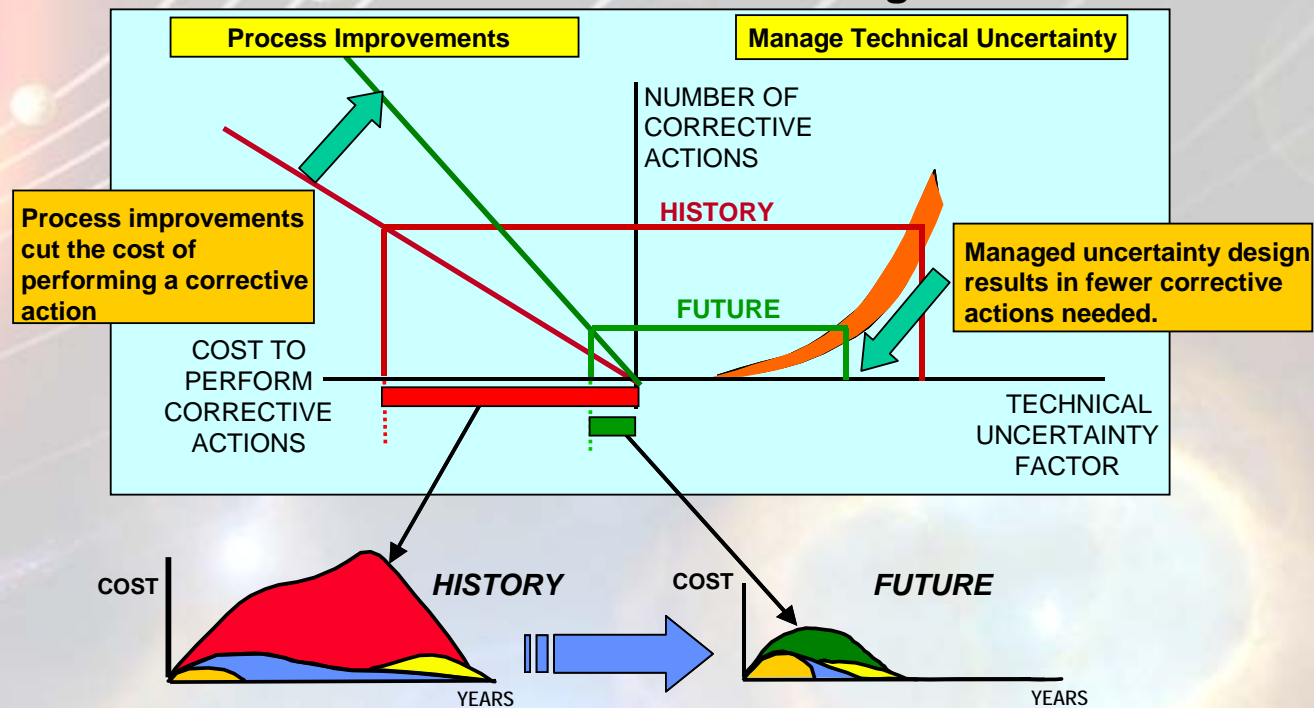 Process Improvements
Manage Technical Uncertainty
NUMBER OF
CORRECTIVE
ACTIONS
HISTORY
Process improvements
cut the cost of
performing a corrective
action
Managed uncertainty design
results in fewer corrective
actions needed.
FUTURE
COST TO
PERFORM
CORRECTIVE
ACTIONS
TECHNICAL
UNCERTAINTY
FACTOR
COST
HISTORY
YEARS
COST
FUTURE
YEARS